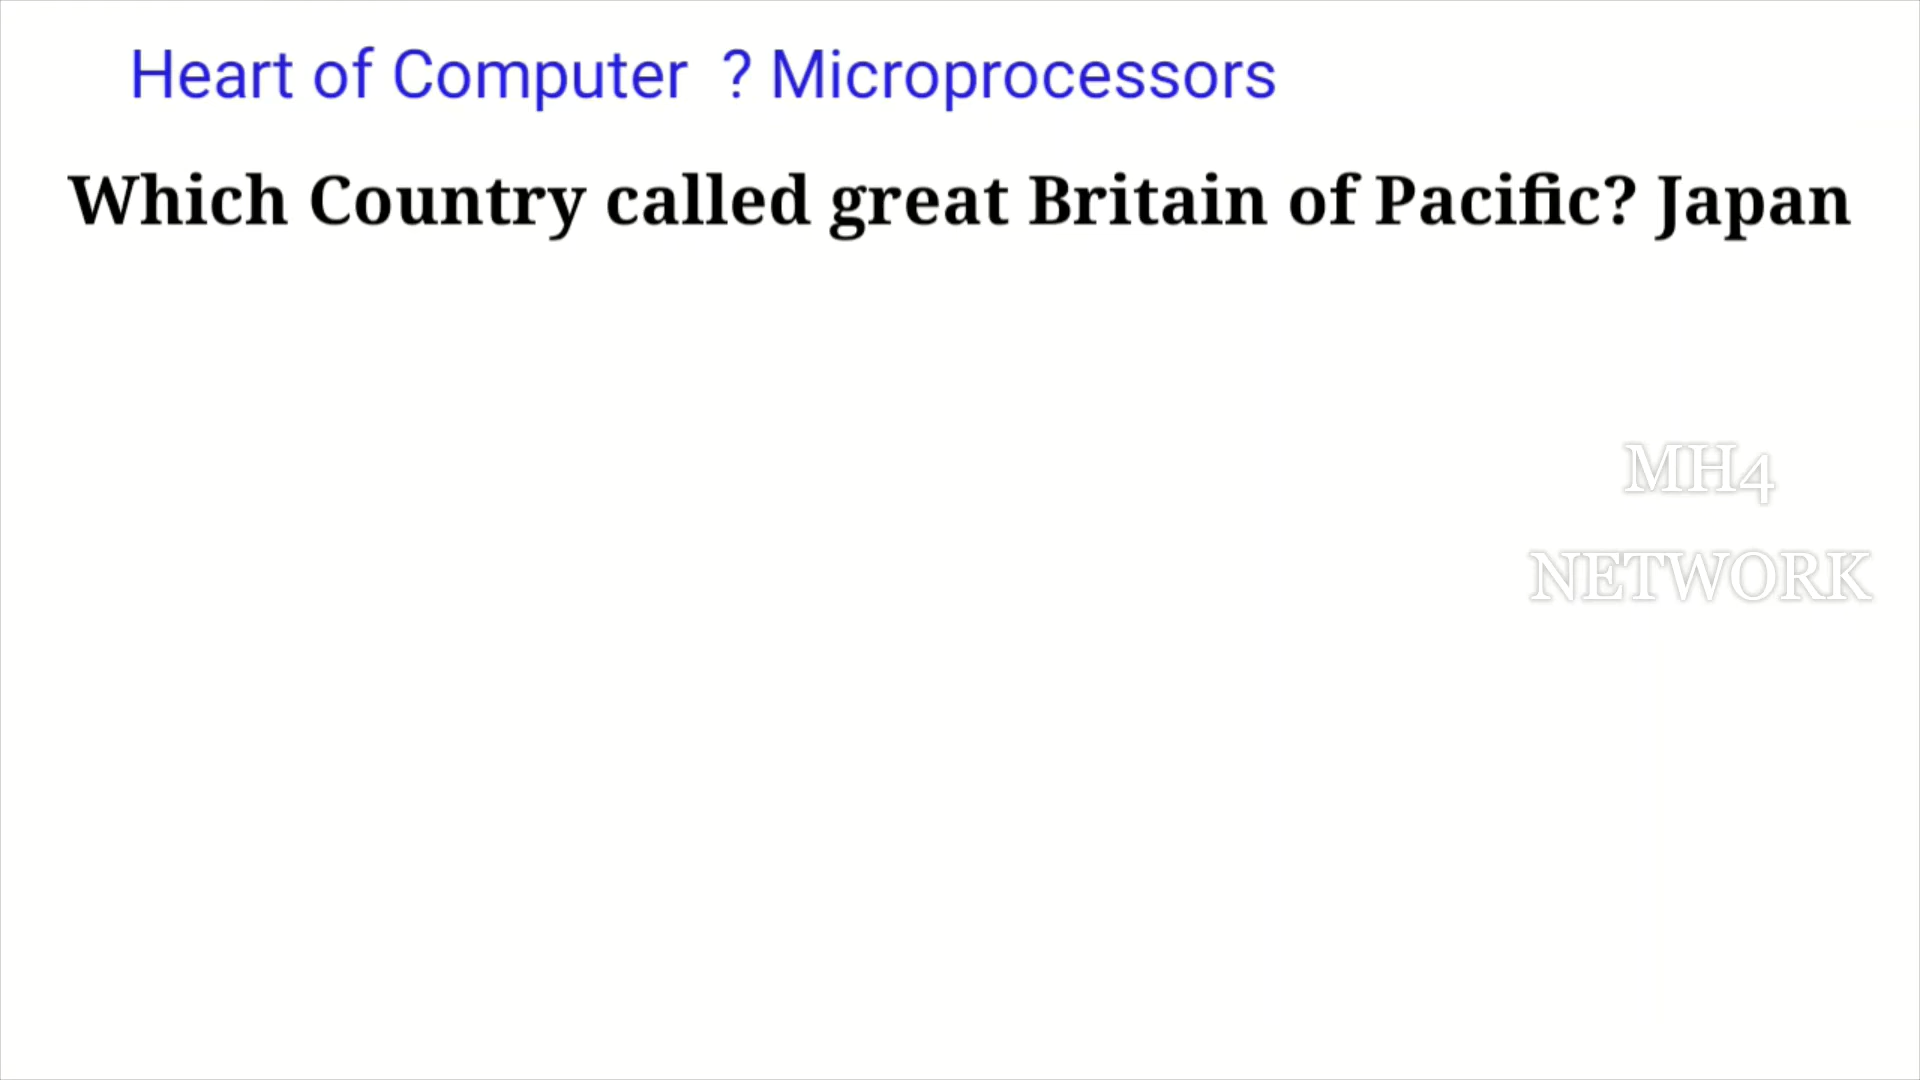 Heart of Computer ? Microprocessors
Which Country called great Britain of Pacific? Japan
MH4
NETWORK